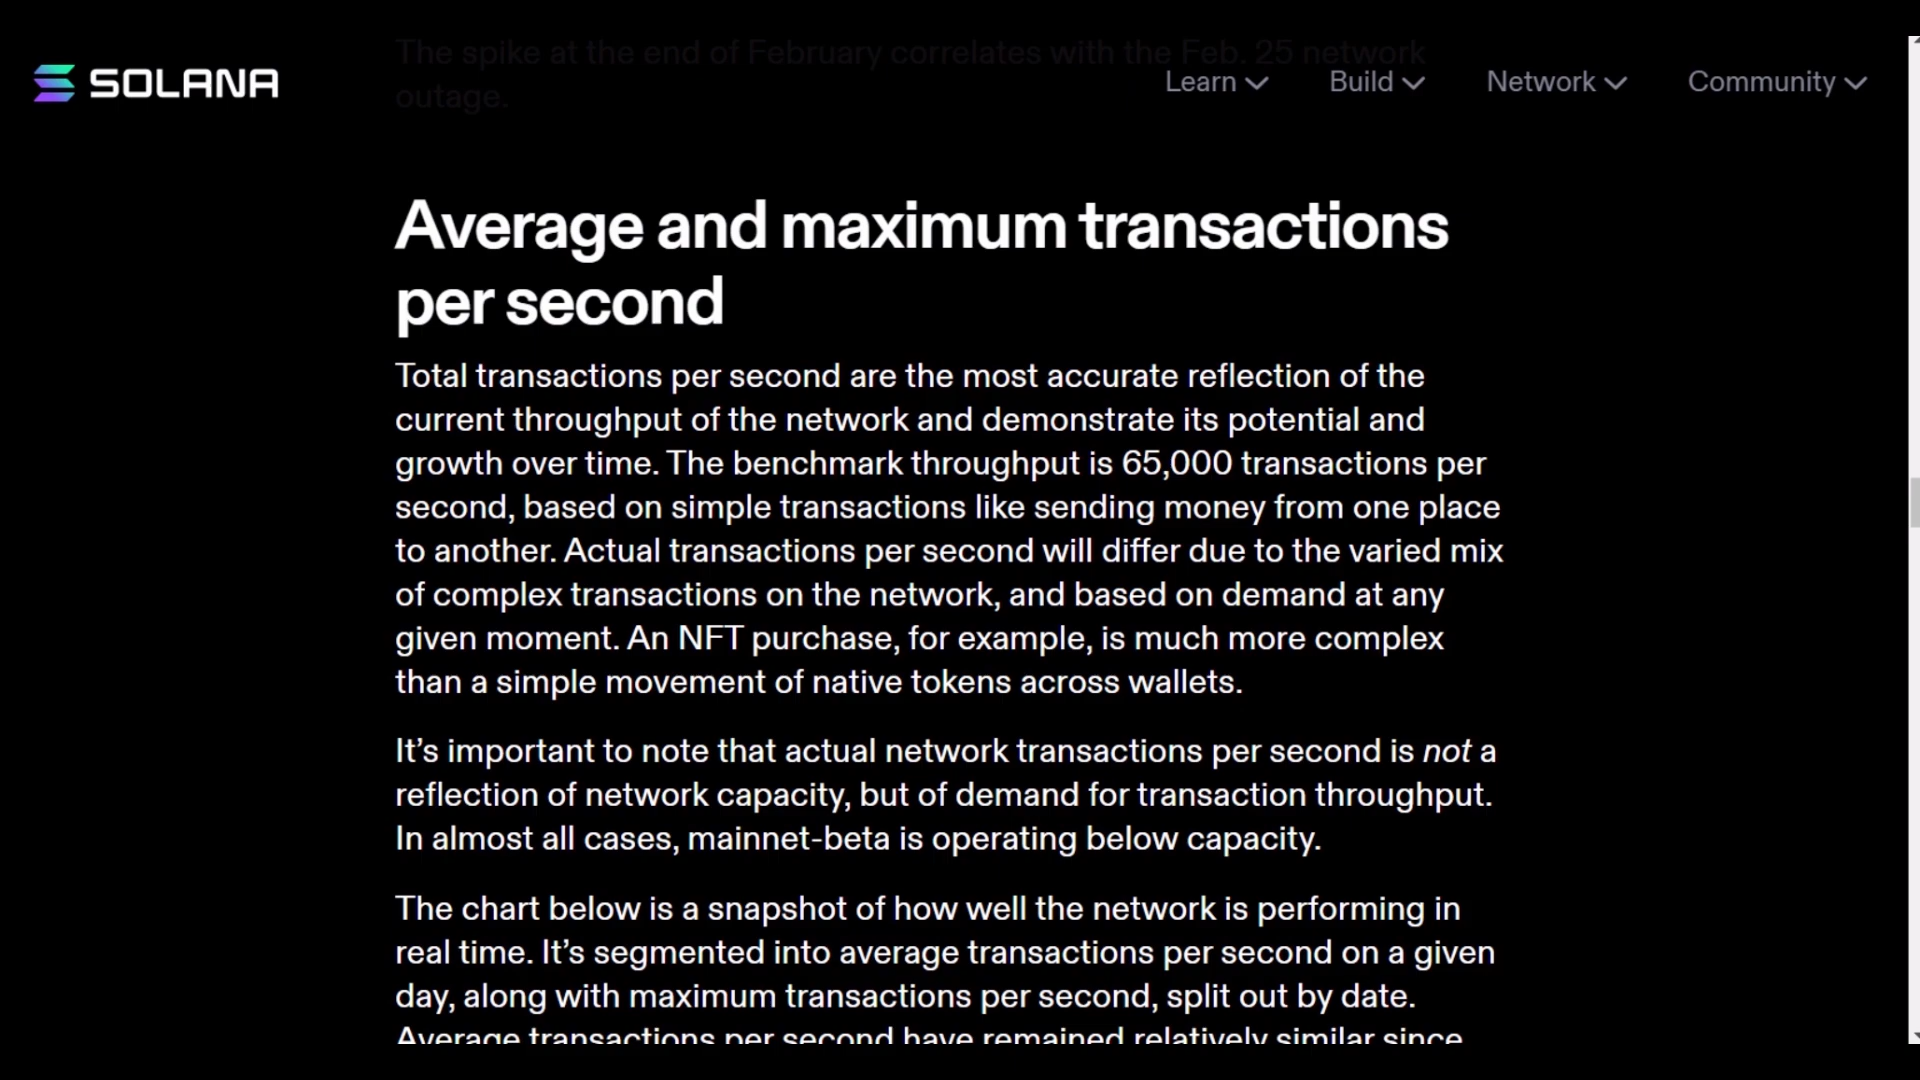 The spike at the end of February correlates with the Feb. 25 network
outage.
SOLANA
Learn
Build
Network
Community
Average and maximum transactions
per second
Total transactions per second are the most accurate reflection of the
current throughput of the network and demonstrate its potential and
growth over time. The benchmark throughput is 65,000 transactions per
second, based on simple transactions like sending money from one place
to another. Actual transactions per second will differ due to the varied mix
of complex transactions on the network, and based on demand at any
given moment. An NFT purchase, for example, is much more complex
than a simple movement of native tokens across wallets.
It’s important to note that actual network transactions per second is not a
reflection of network capacity, but of demand for transaction throughput.
In almost all cases, mainnet-beta is operating below capacity.
The chart below is a snapshot of how well the network is performing in
real time. It’s segmented into average transactions per second on a given
day, along with maximum transactions per second, split out by date.
Average transactions per second have remained relatively similar since